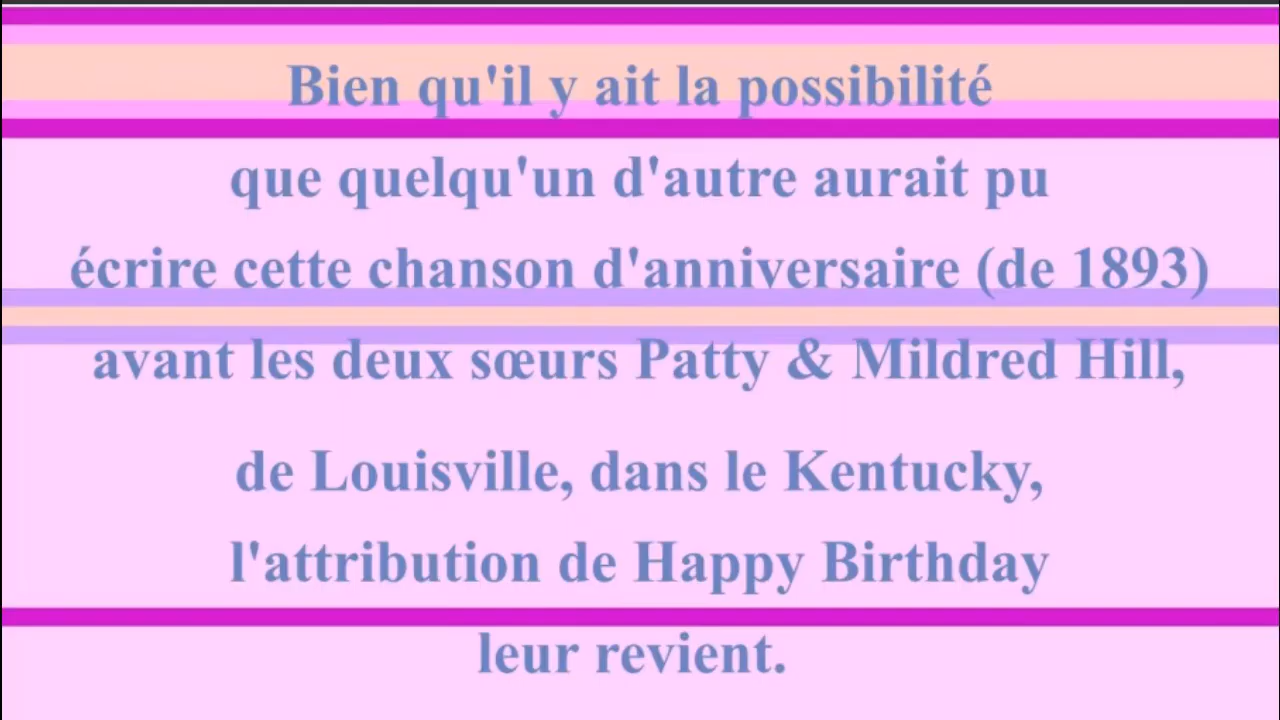 Bien qu'il y ait la possibilité
que quelqu'un d'autre aurait pu
écrire cette chanson d'anniversaire (de 1893)
avant les deux sœurs Patty & Mildred Hill,
de Louisville, dans le Kentucky,
l'attribution de Happy Birthday
leur revient.